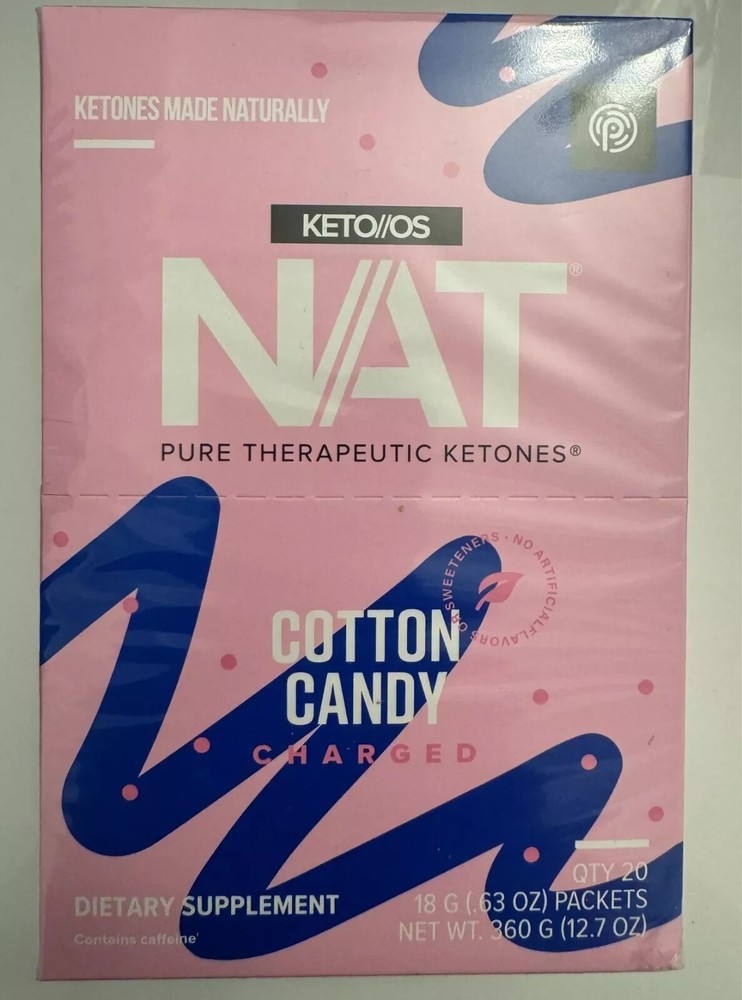 KETONES MADE NATURALLY
P
KETO//OS
NAT®
PURE THERAPEUTIC KETONES®
NO ARTIFICIAL FLAVORS OR SWEETENERS ·
COTTON
CANDY
CHARGED
QTY 20
DIETARY SUPPLEMENT
18 G (.63 OZ) PACKETS
Contains caffeine
NET WT. 360 G (12.7 OZ)